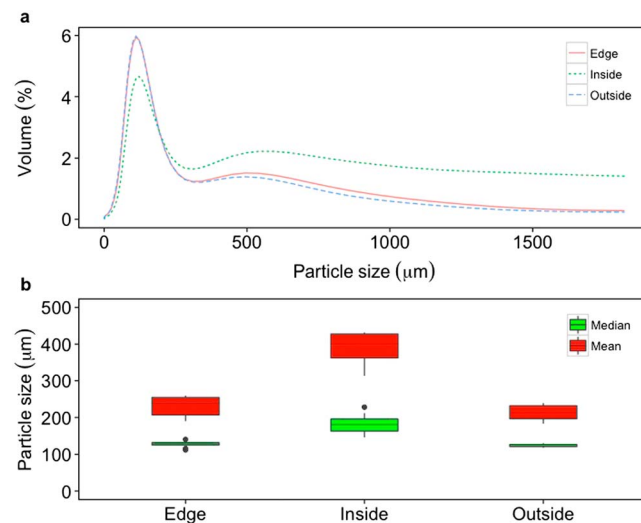 a
Volume (%)
6
4
2
0
Edge
Inside
Outside
0 500 1000 1500
Particle size (μm)
b
Particle size (μm)
500
400
300
200
100
0
Median
Mean
Edge Inside Outside